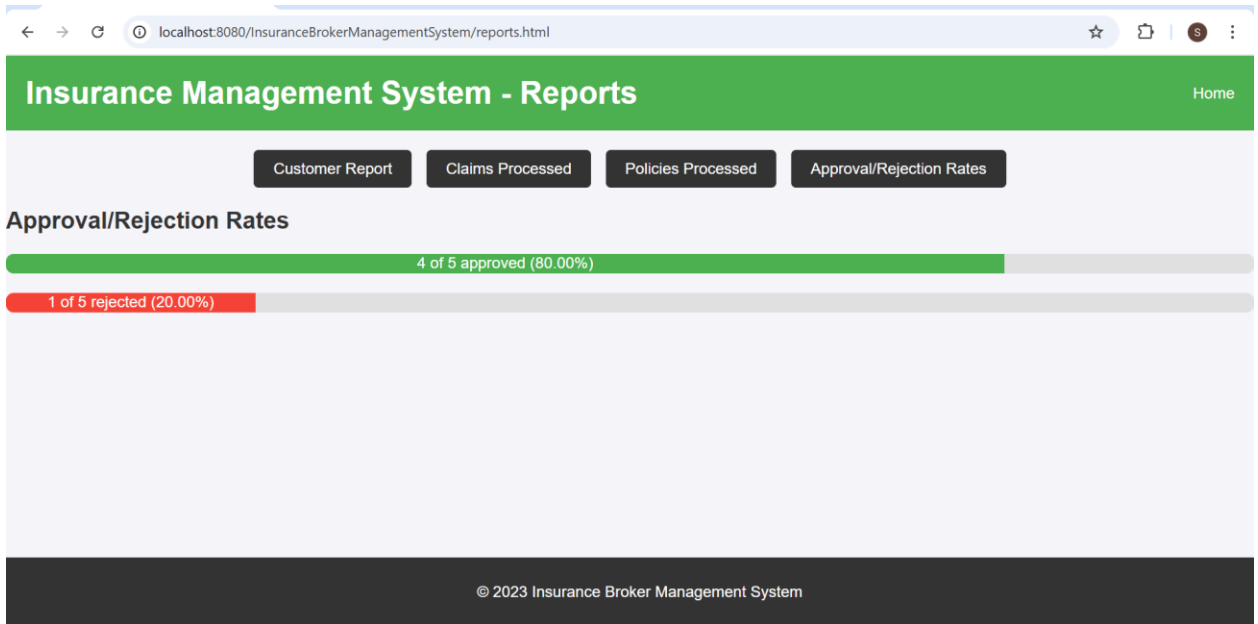 localhost:8080/InsuranceBrokerManagementSystem/reports.html
S
Insurance Management System - Reports
Home
Customer Report
Claims Processed
Policies Processed
Approval/Rejection Rates
Approval/Rejection Rates
4 of 5 approved (80.00%)
1 of 5 rejected (20.00%)
© 2023 Insurance Broker Management System